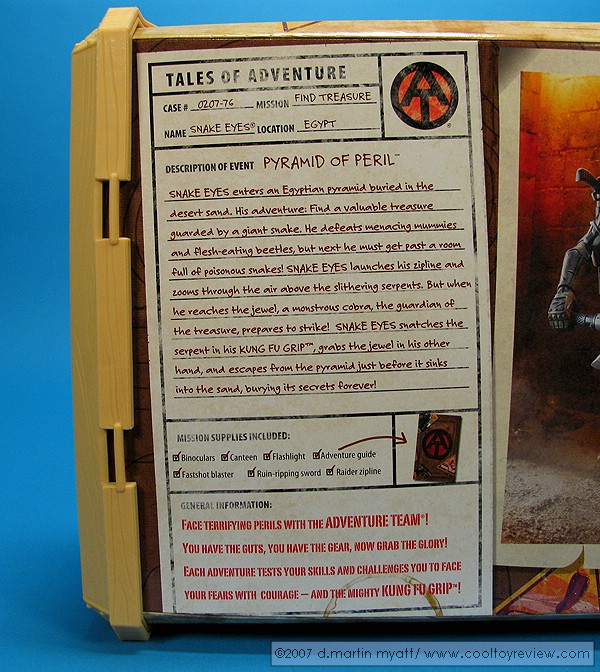 TALES OF ADVENTURE
CASE # 0207-76 MISSION FIND TREASURE
NAME SNAKE EYES® LOCATION EGYPT
AT ®
DESCRIPTION OF EVENT PYRAMID OF PERIL™
SNAKE EYES enters an Egyptian pyramid buried in the
desert sand. His adventure: Find a valuable treasure
guarded by a giant snake. He defeats menacing mummies
and flesh-eating beetles, but next he must get past a room
full of poisonous snakes! SNAKE EYES launches his zipline and
zooms through the air above the slithering serpents. But when
he reaches the jewel, a monstrous cobra, the guardian of
the treasure, prepares to strike! SNAKE EYES snatches the
serpent in his KUNG FU GRIP™, grabs the jewel in his other
hand, and escapes from the pyramid just before it sinks
into the sand, burying its secrets forever!
MISSION SUPPLIES INCLUDED:
Binoculars Canteen Flashlight Adventure guide
Fastshot blaster Ruin-ripping sword Raider zipline
GENERAL INFORMATION:
FACE TERRIFYING PERILS WITH THE ADVENTURE TEAM®!
YOU HAVE THE GUTS, YOU HAVE THE GEAR, NOW GRAB THE GLORY!
EACH ADVENTURE TESTS YOUR SKILLS AND CHALLENGES YOU TO FACE
YOUR FEARS WITH COURAGE – AND THE MIGHTY KUNG FU GRIP™!
©2007 d.martin myatt/ www.cooltoyreview.com